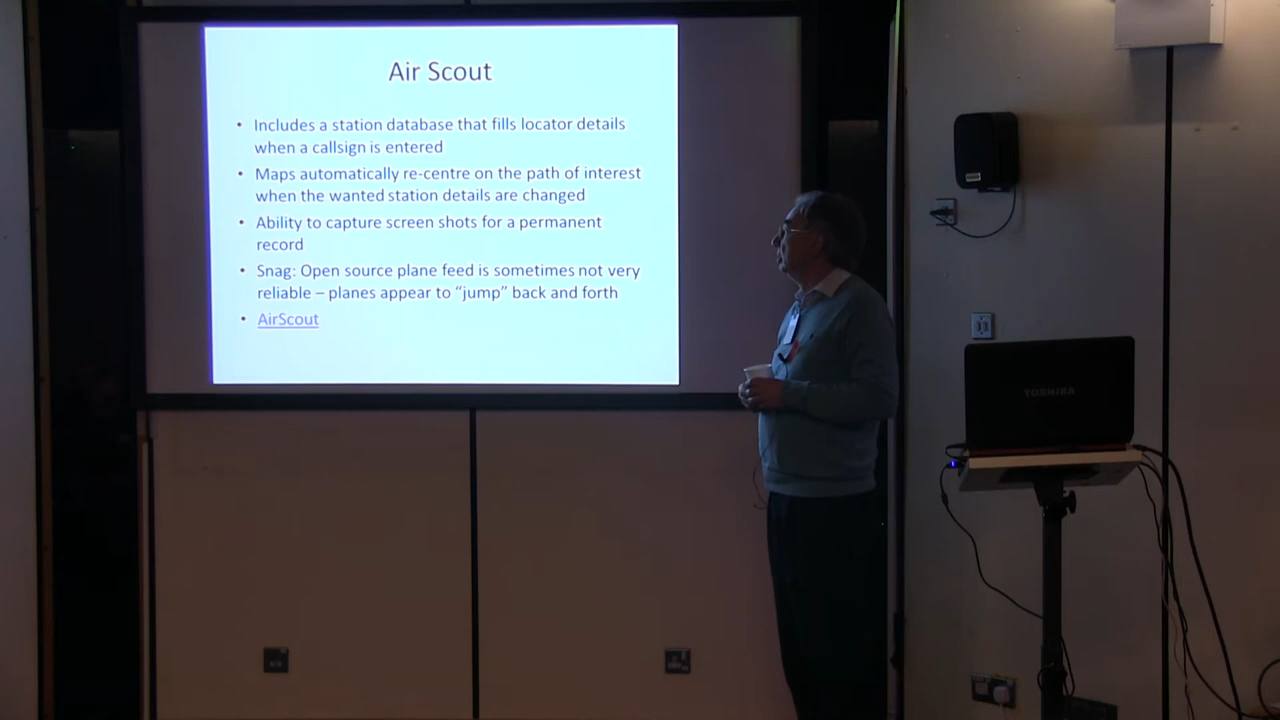 Air Scout
• Includes a station database that fills locator details
when a callsign is entered
• Maps automatically re-centre on the path of interest
when the wanted station details are changed
• Ability to capture screen shots for a permanent
record
• Snag: Open source plane feed is sometimes not very
reliable – planes appear to “jump” back and forth
• AirScout
TOSHIBA